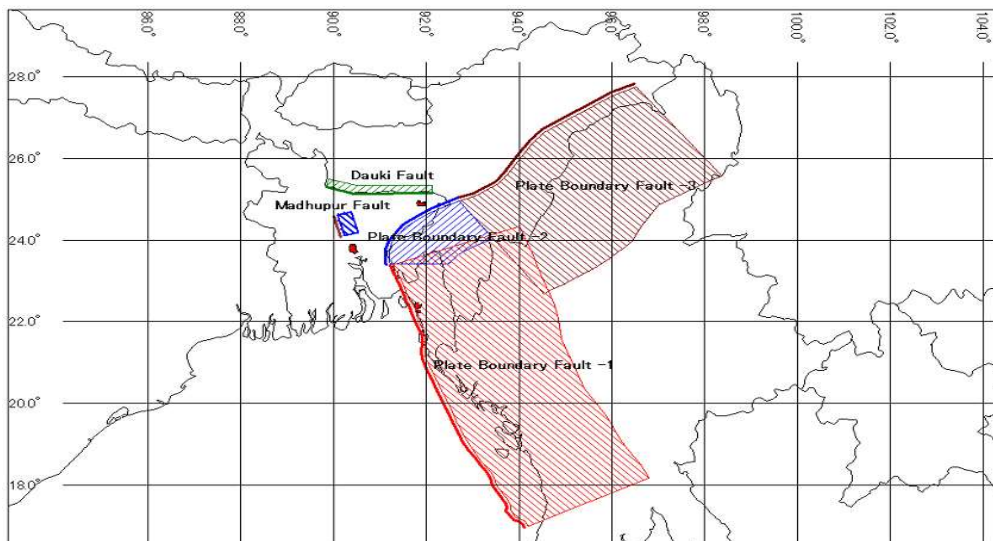 86.0° 88.0° 90.0° 92.0° 94.0° 96.0° 98.0° 100.0° 102.0° 104.0°
28.0°
26.0°
Dauki Fault
Plate Boundary Fault -3
Madhupur Fault
24.0°
Plate Boundary Fault -2
22.0°
Plate Boundary Fault -1
20.0°
18.0°